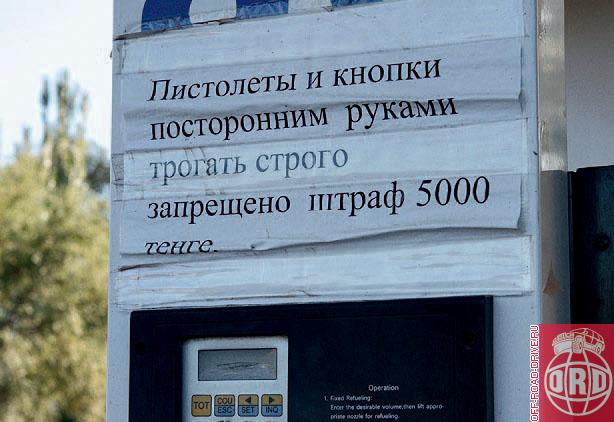 Пистолеты и кнопки
посторонним руками
трогать строго
запрещено штраф 5000
тенге.
TOT
COU ESC
SET
INQ
Operation
1. Fixed Refueling:
Enter the desirable volume,then lift appro-
priate nozzle for refueling.
OFF-ROAD-DRIVE.RU
ORD